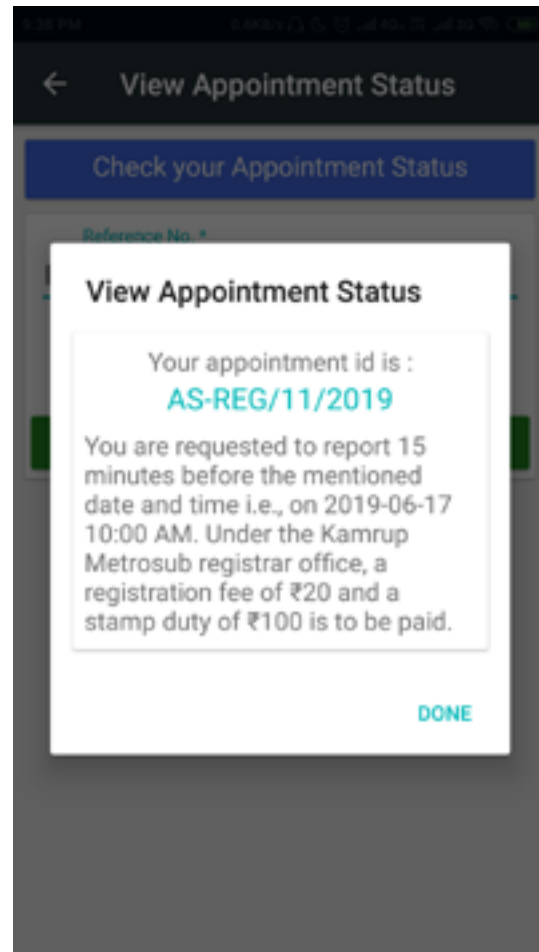 9:38 PM
View Appointment Status
Check your Appointment Status
Reference No. *
View Appointment Status
Your appointment id is :
AS-REG/11/2019
You are requested to report 15
minutes before the mentioned
date and time i.e., on 2019-06-17
10:00 AM. Under the Kamrup
Metrosub registrar office, a
registration fee of ₹20 and a
stamp duty of ₹100 is to be paid.
DONE